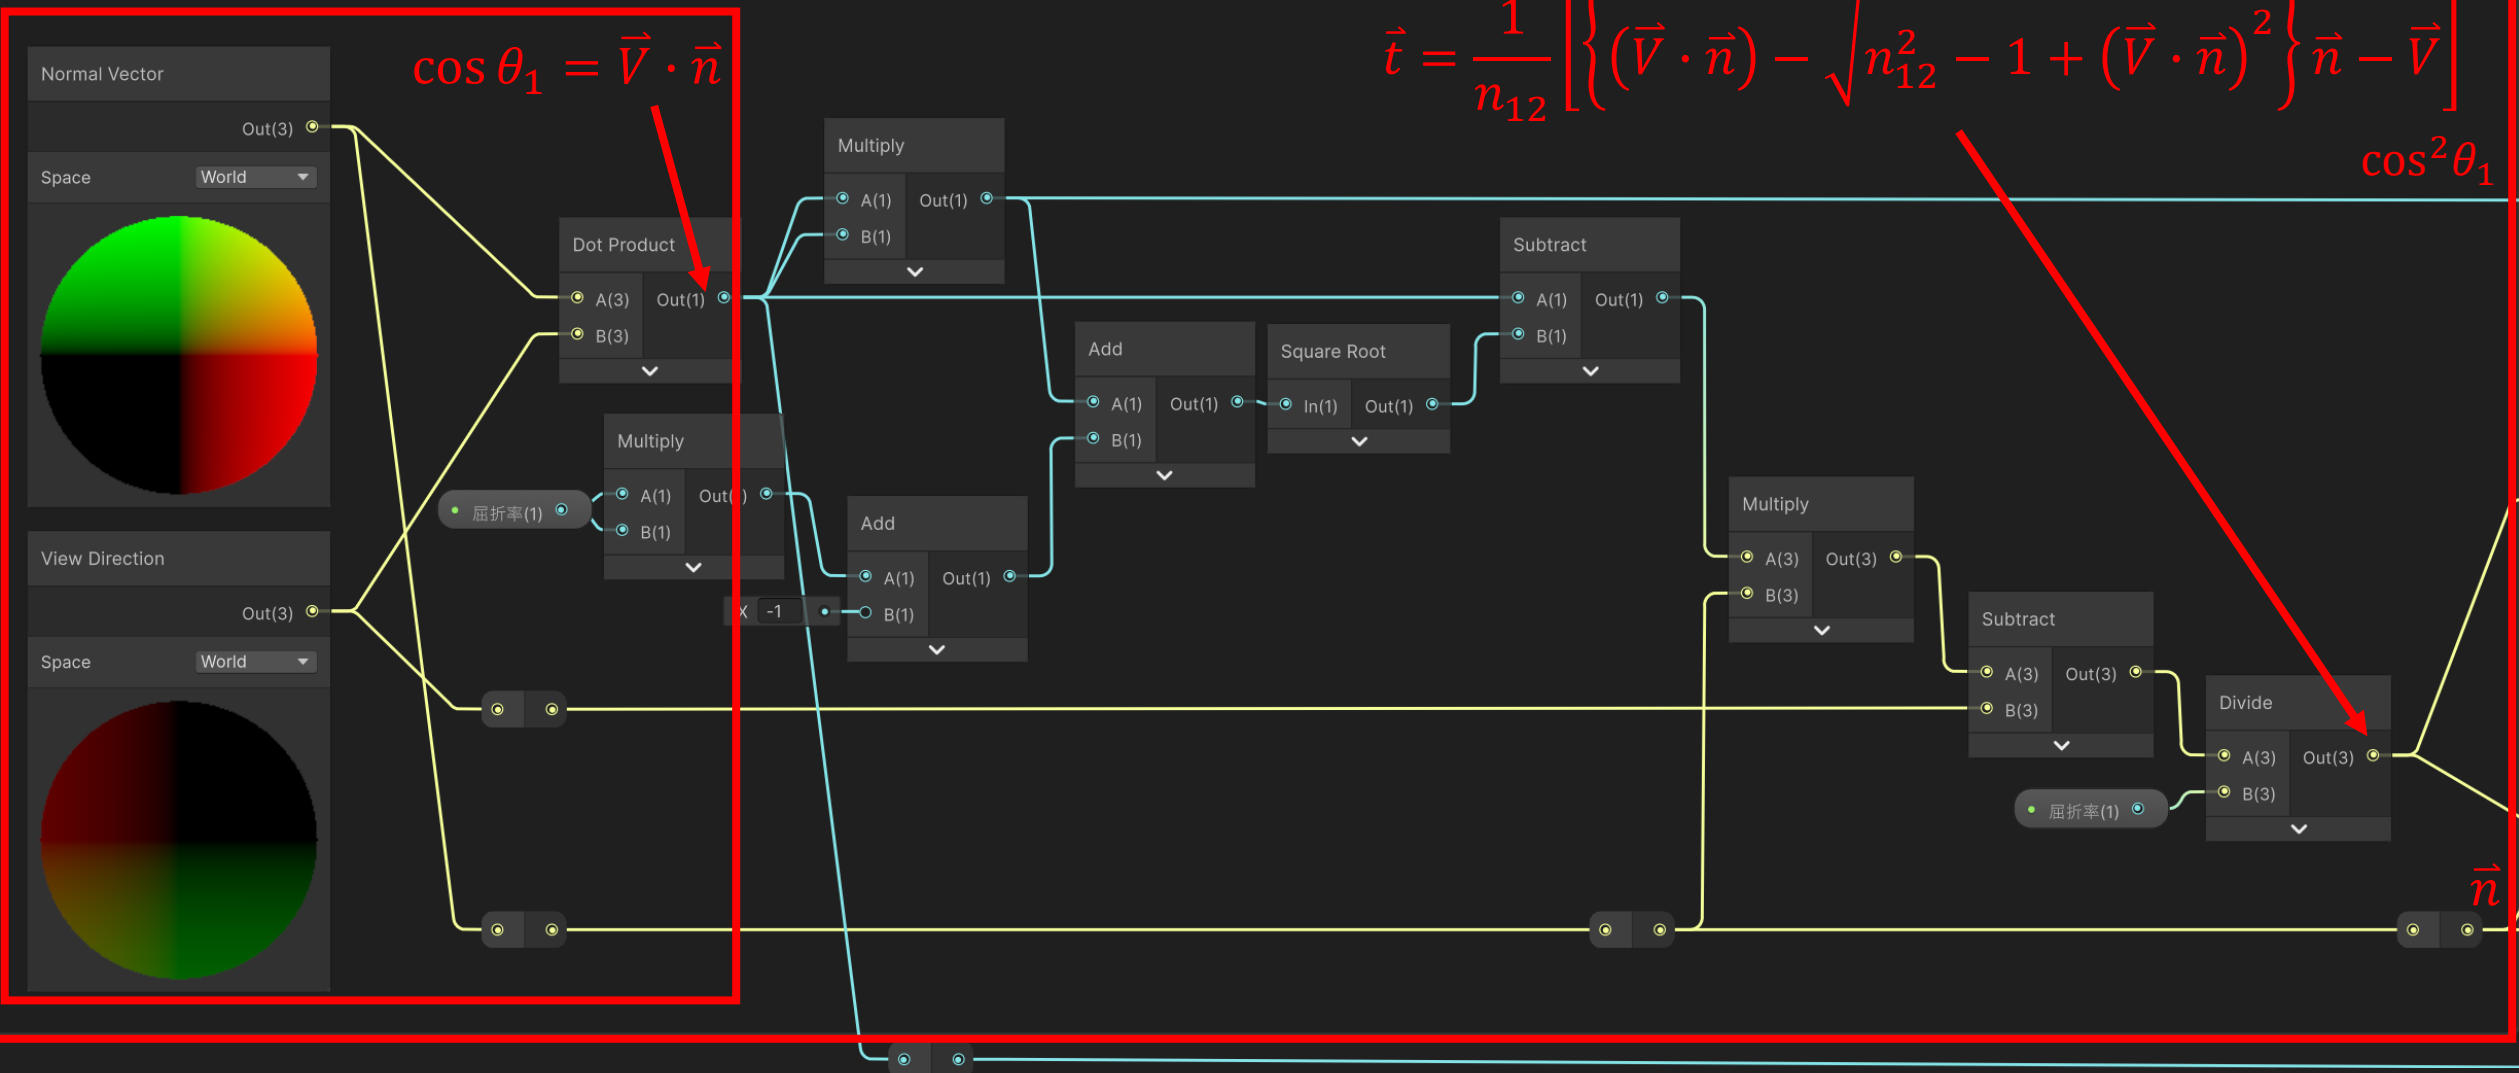 cos θ₁ = V⃗ · n⃗
t⃗ = 1/n₁₂ [ { (V⃗ · n⃗) − √(n₁₂² − 1 + (V⃗ · n⃗)²) } n⃗ − V⃗ ]
cos²θ₁
Normal Vector
Out(3)
Space World
Multiply
A(1) Out(1)
B(1)
Dot Product
A(3) Out(1)
B(3)
Subtract
A(1) Out(1)
B(1)
Add
A(1) Out(1)
B(1)
Square Root
In(1) Out(1)
Multiply
屈折率(1)
A(1) Out(1)
B(1)
Add
A(1) Out(1)
X -1
B(1)
View Direction
Out(3)
Space World
Multiply
A(3) Out(3)
B(3)
Subtract
A(3) Out(3)
B(3)
Divide
A(3) Out(3)
B(3)
屈折率(1)
n⃗